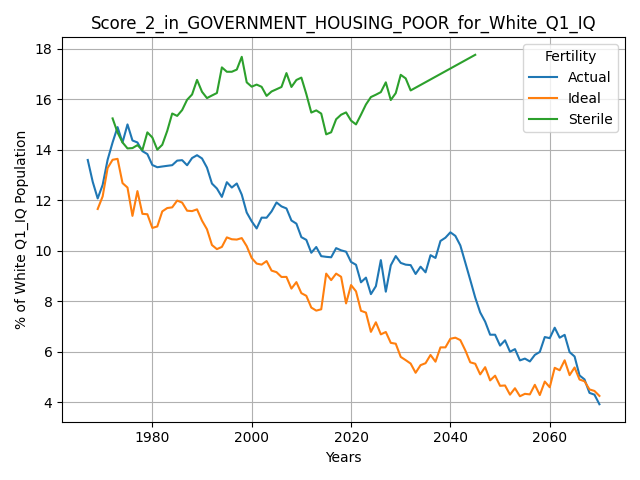 Score_2_in_GOVERNMENT_HOUSING_POOR_for_White_Q1_IQ
% of White Q1_IQ Population
18
16
14
12
10
8
6
4
Fertility
Actual
Ideal
Sterile
1980 2000 2020 2040 2060
Years